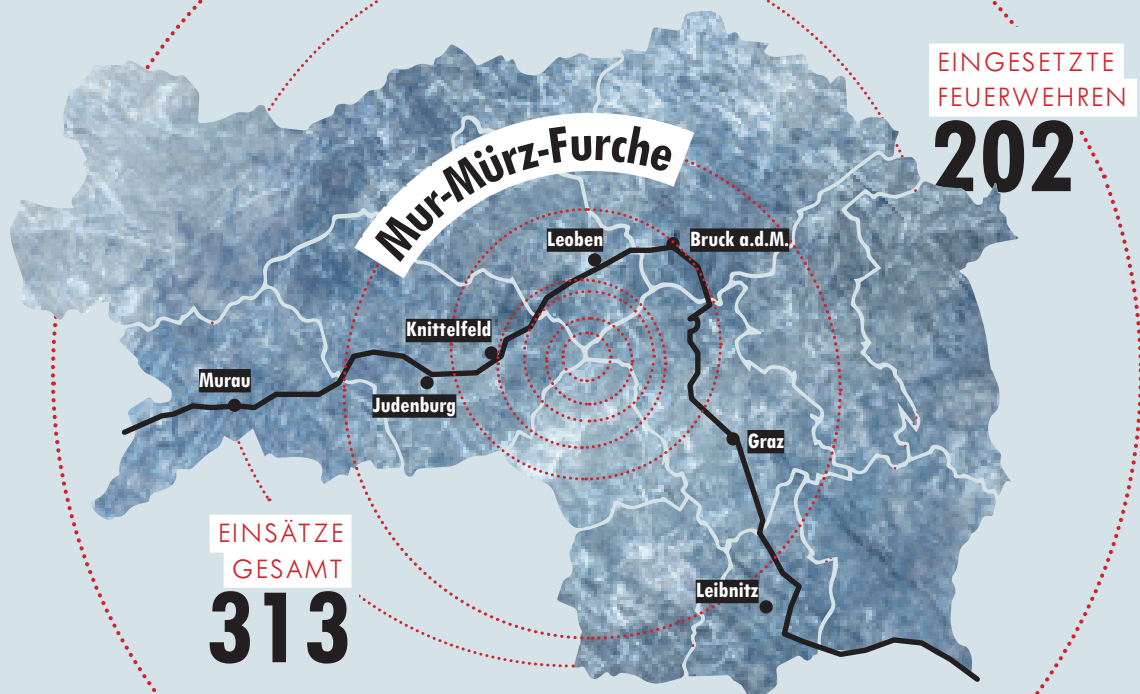 EINGESETZTE
FEUERWEHREN
202
Mur-Mürz-Furche
Leoben
Bruck a.d.M.
Knittelfeld
Murau
Judenburg
Graz
EINSÄTZE
GESAMT
313
Leibnitz